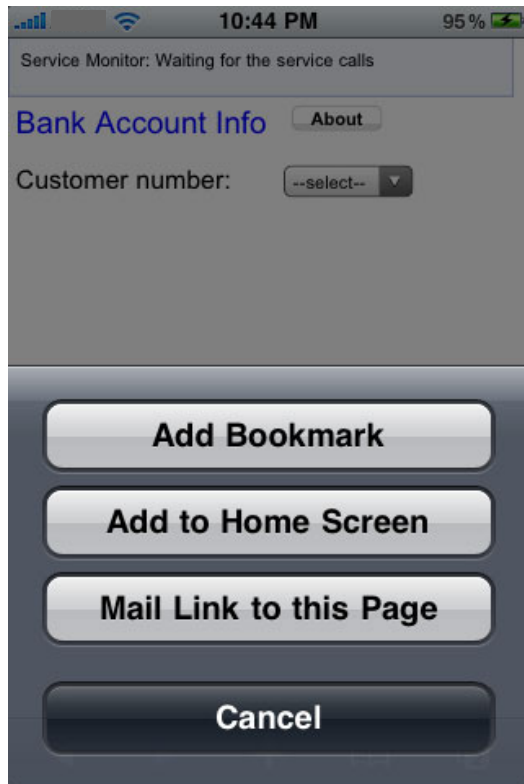 10:44 PM 95%
Service Monitor: Waiting for the service calls
Bank Account Info About
Customer number: --select--
Add Bookmark
Add to Home Screen
Mail Link to this Page
Cancel